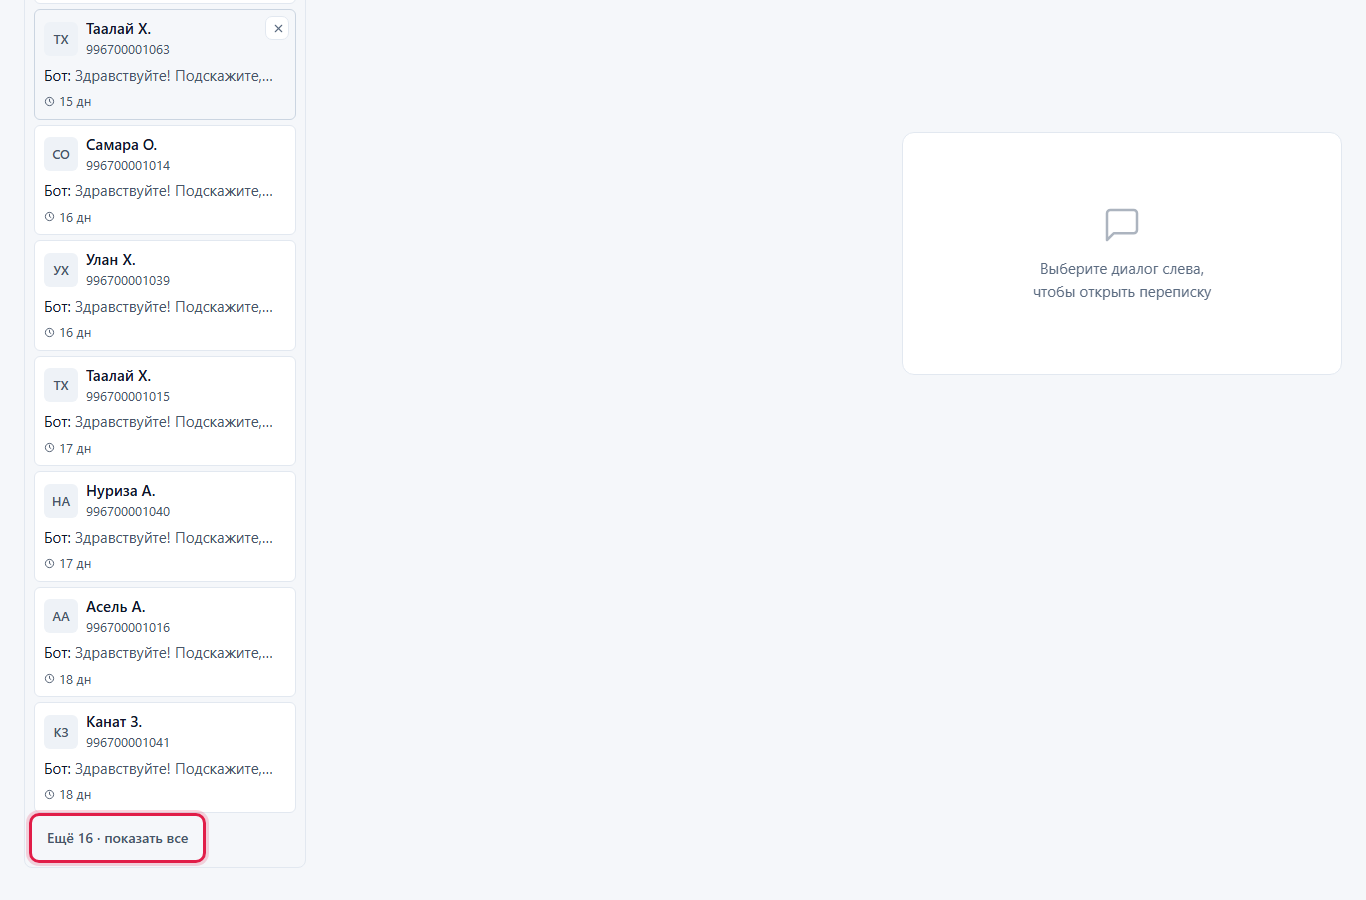 ТХ
Таалай Х.
996700001063
Бот: Здравствуйте! Подскажите,...
15 дн
СО
Самара О.
996700001014
Бот: Здравствуйте! Подскажите,...
16 дн
УХ
Улан Х.
996700001039
Бот: Здравствуйте! Подскажите,...
16 дн
ТХ
Таалай Х.
996700001015
Бот: Здравствуйте! Подскажите,...
17 дн
НА
Нуриза А.
996700001040
Бот: Здравствуйте! Подскажите,...
17 дн
АА
Асель А.
996700001016
Бот: Здравствуйте! Подскажите,...
18 дн
КЗ
Канат З.
996700001041
Бот: Здравствуйте! Подскажите,...
18 дн
Ещё 16 · показать все
Выберите диалог слева,
чтобы открыть переписку